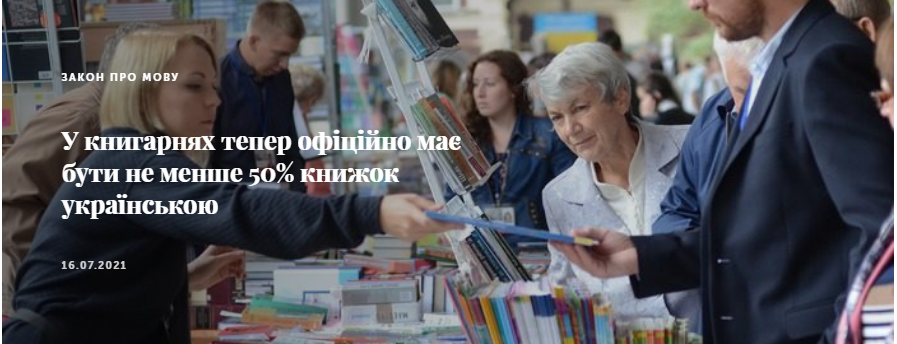 ЗАКОН ПРО МОВУ
У книгарнях тепер офіційно має
бути не менше 50% книжок
українською
16.07.2021